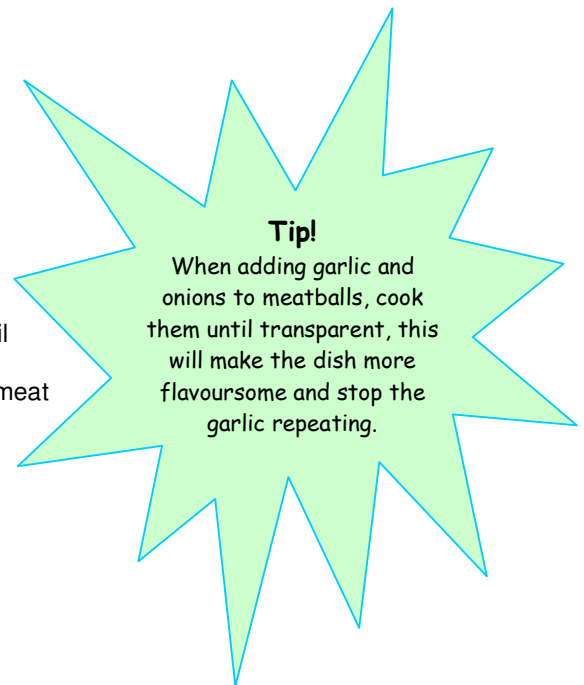 Tip!
When adding garlic and
onions to meatballs, cook
them until transparent, this
will make the dish more
flavoursome and stop the
garlic repeating.
meat